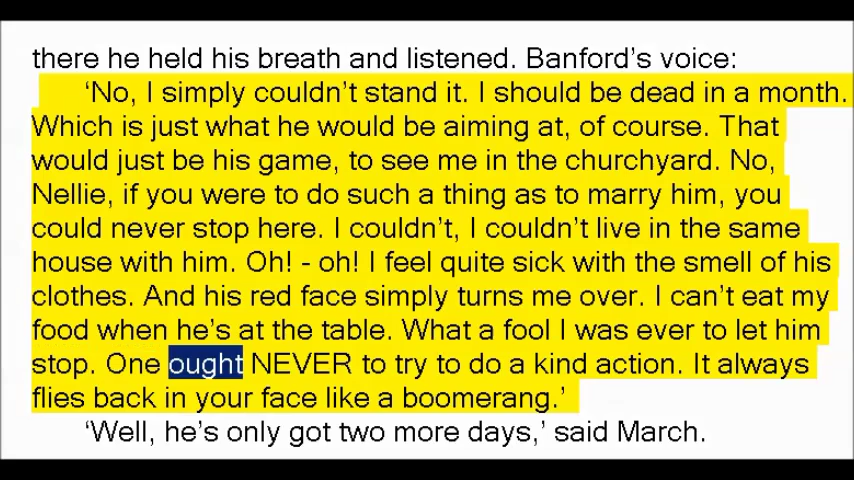 there he held his breath and listened. Banford’s voice:
‘No, I simply couldn’t stand it. I should be dead in a month.
Which is just what he would be aiming at, of course. That
would just be his game, to see me in the churchyard. No,
Nellie, if you were to do such a thing as to marry him, you
could never stop here. I couldn’t, I couldn’t live in the same
house with him. Oh! - oh! I feel quite sick with the smell of his
clothes. And his red face simply turns me over. I can’t eat my
food when he’s at the table. What a fool I was ever to let him
stop. One ought NEVER to try to do a kind action. It always
flies back in your face like a boomerang.’
‘Well, he’s only got two more days,’ said March.